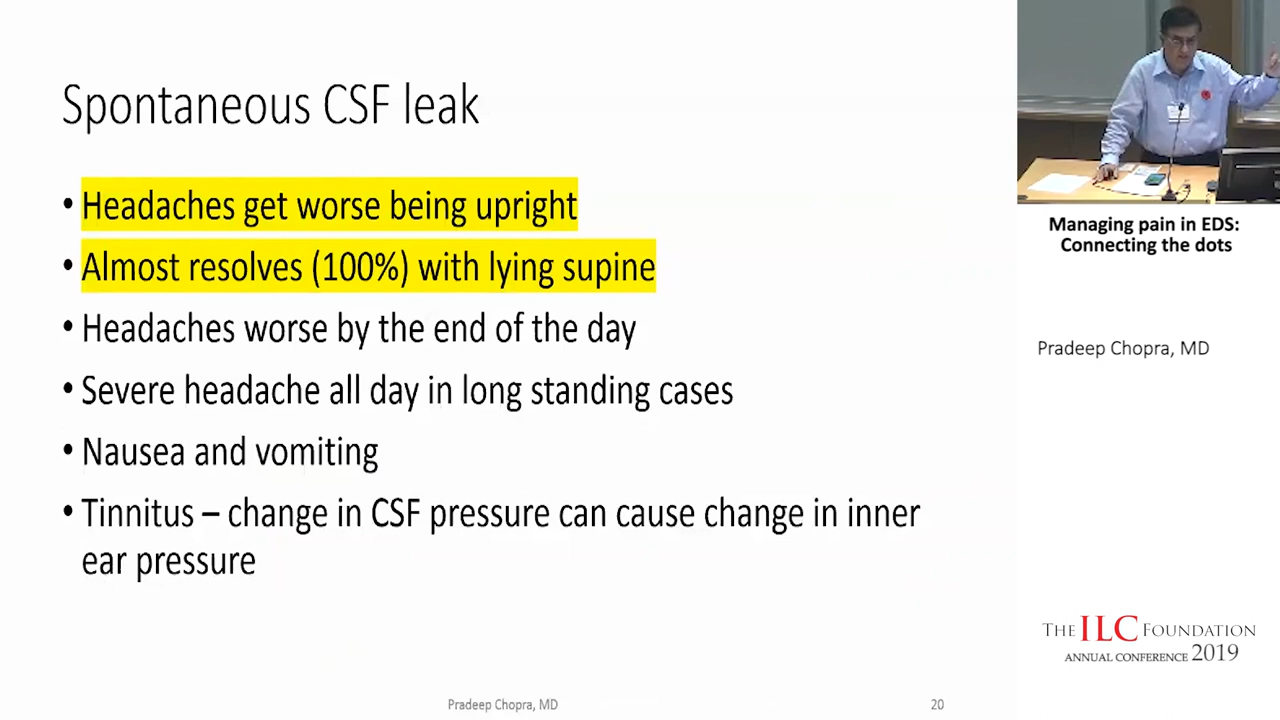 Spontaneous CSF leak
• Headaches get worse being upright
• Almost resolves (100%) with lying supine
• Headaches worse by the end of the day
• Severe headache all day in long standing cases
• Nausea and vomiting
• Tinnitus – change in CSF pressure can cause change in inner
ear pressure
Pradeep Chopra, MD
20
Managing pain in EDS:
Connecting the dots
Pradeep Chopra, MD
THE ILC FOUNDATION
ANNUAL CONFERENCE 2019